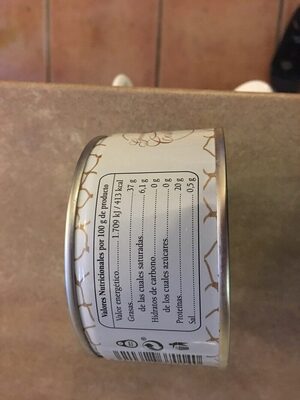 Valores Nutricionales por 100 g de producto
Valor energético............1.709 kJ / 413 kcal
Grasas............37 g
de las cuales saturadas............6,1 g
Hidratos de carbono............0 g
de los cuales azúcares............0 g
Proteínas............20 g
Sal............0,5 g